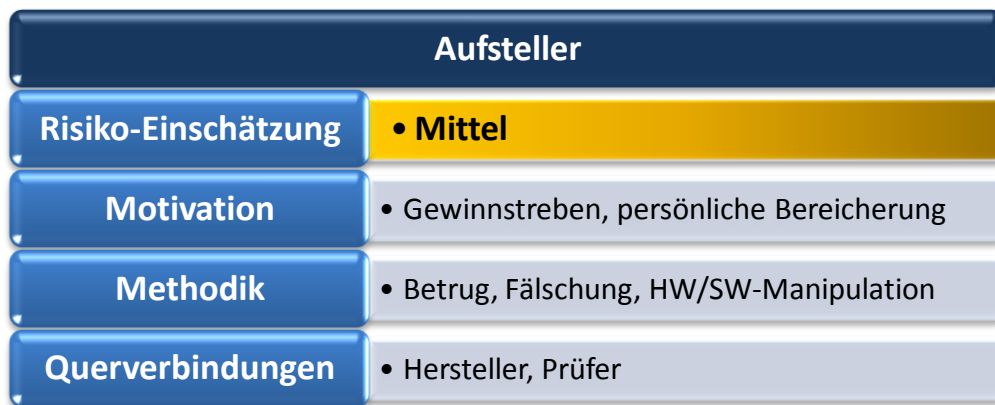 Aufsteller
Risiko-Einschätzung
• Mittel
Motivation
• Gewinnstreben, persönliche Bereicherung
Methodik
• Betrug, Fälschung, HW/SW-Manipulation
Querverbindungen
• Hersteller, Prüfer